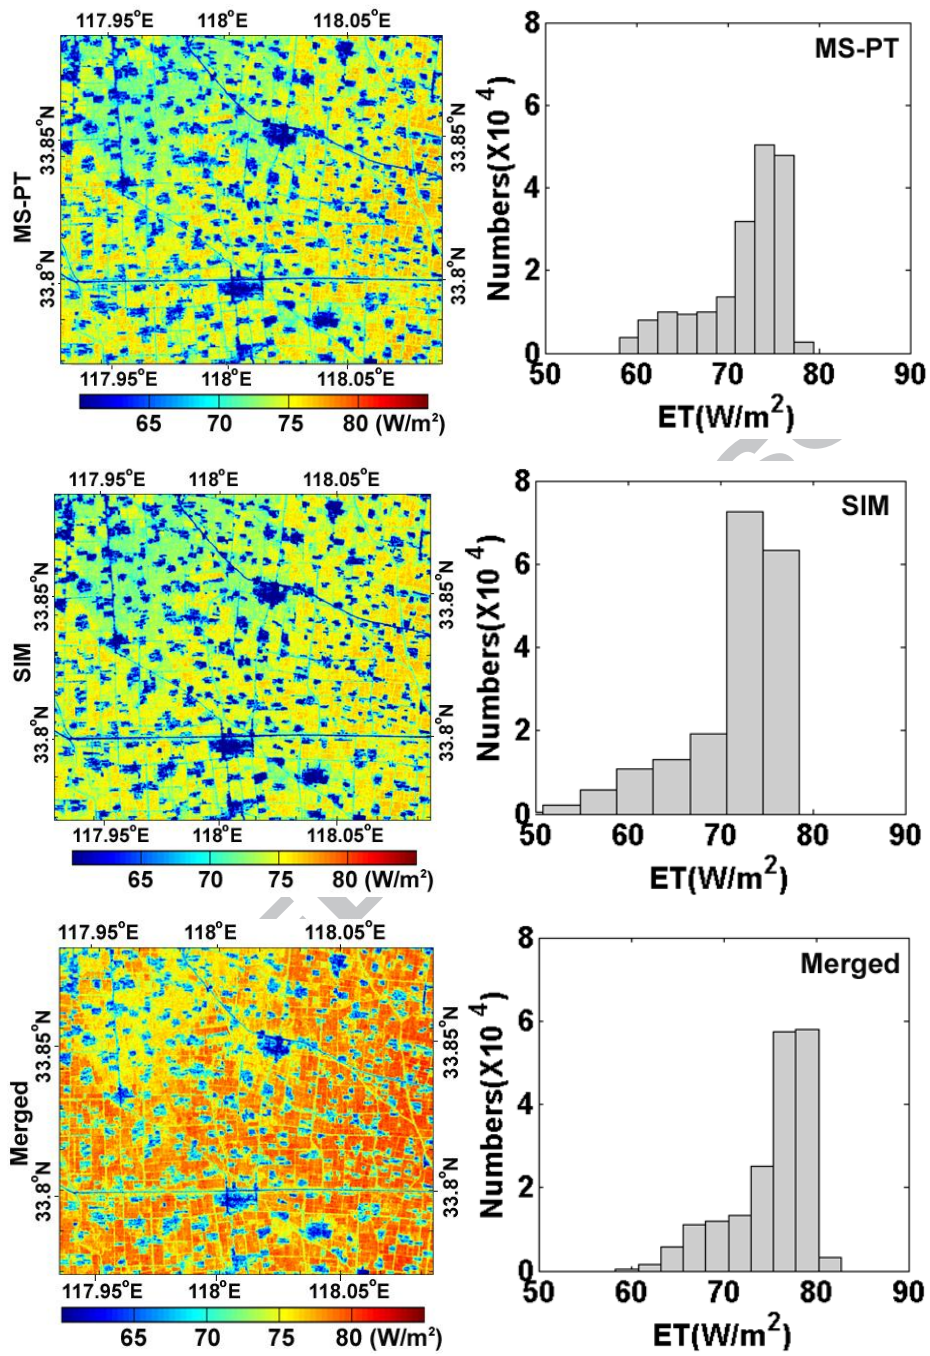 117.95°E 118°E 118.05°E
MS-PT
33.85°N
33.8°N
33.85°N
33.8°N
117.95°E 118°E 118.05°E
65 70 75 80 (W/m²)
MS-PT
Numbers(X10 4)
8
6
4
2
0
50 60 70 80 90
ET(W/m²)
117.95°E 118°E 118.05°E
SIM
33.85°N
33.8°N
33.85°N
33.8°N
117.95°E 118°E 118.05°E
65 70 75 80 (W/m²)
SIM
Numbers(X10 4)
8
6
4
2
0
50 60 70 80 90
ET(W/m²)
117.95°E 118°E 118.05°E
Merged
33.85°N
33.8°N
33.85°N
33.8°N
117.95°E 118°E 118.05°E
65 70 75 80 (W/m²)
Merged
Numbers(X10 4)
8
6
4
2
0
50 60 70 80 90
ET(W/m²)